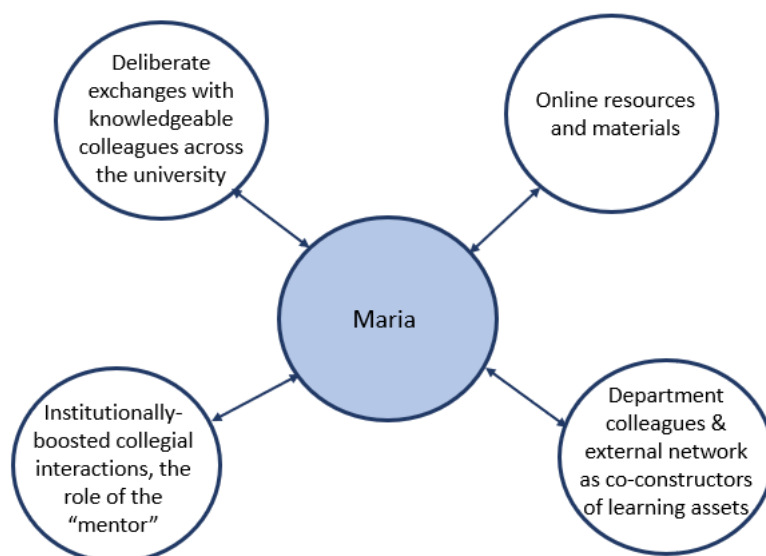 Deliberate
exchanges with
knowledgeable
colleagues across
the university
Online resources
and materials
Maria
Institutionally-
boosted collegial
interactions, the
role of the
“mentor”
Department
colleagues &
external network
as co-constructors
of learning assets